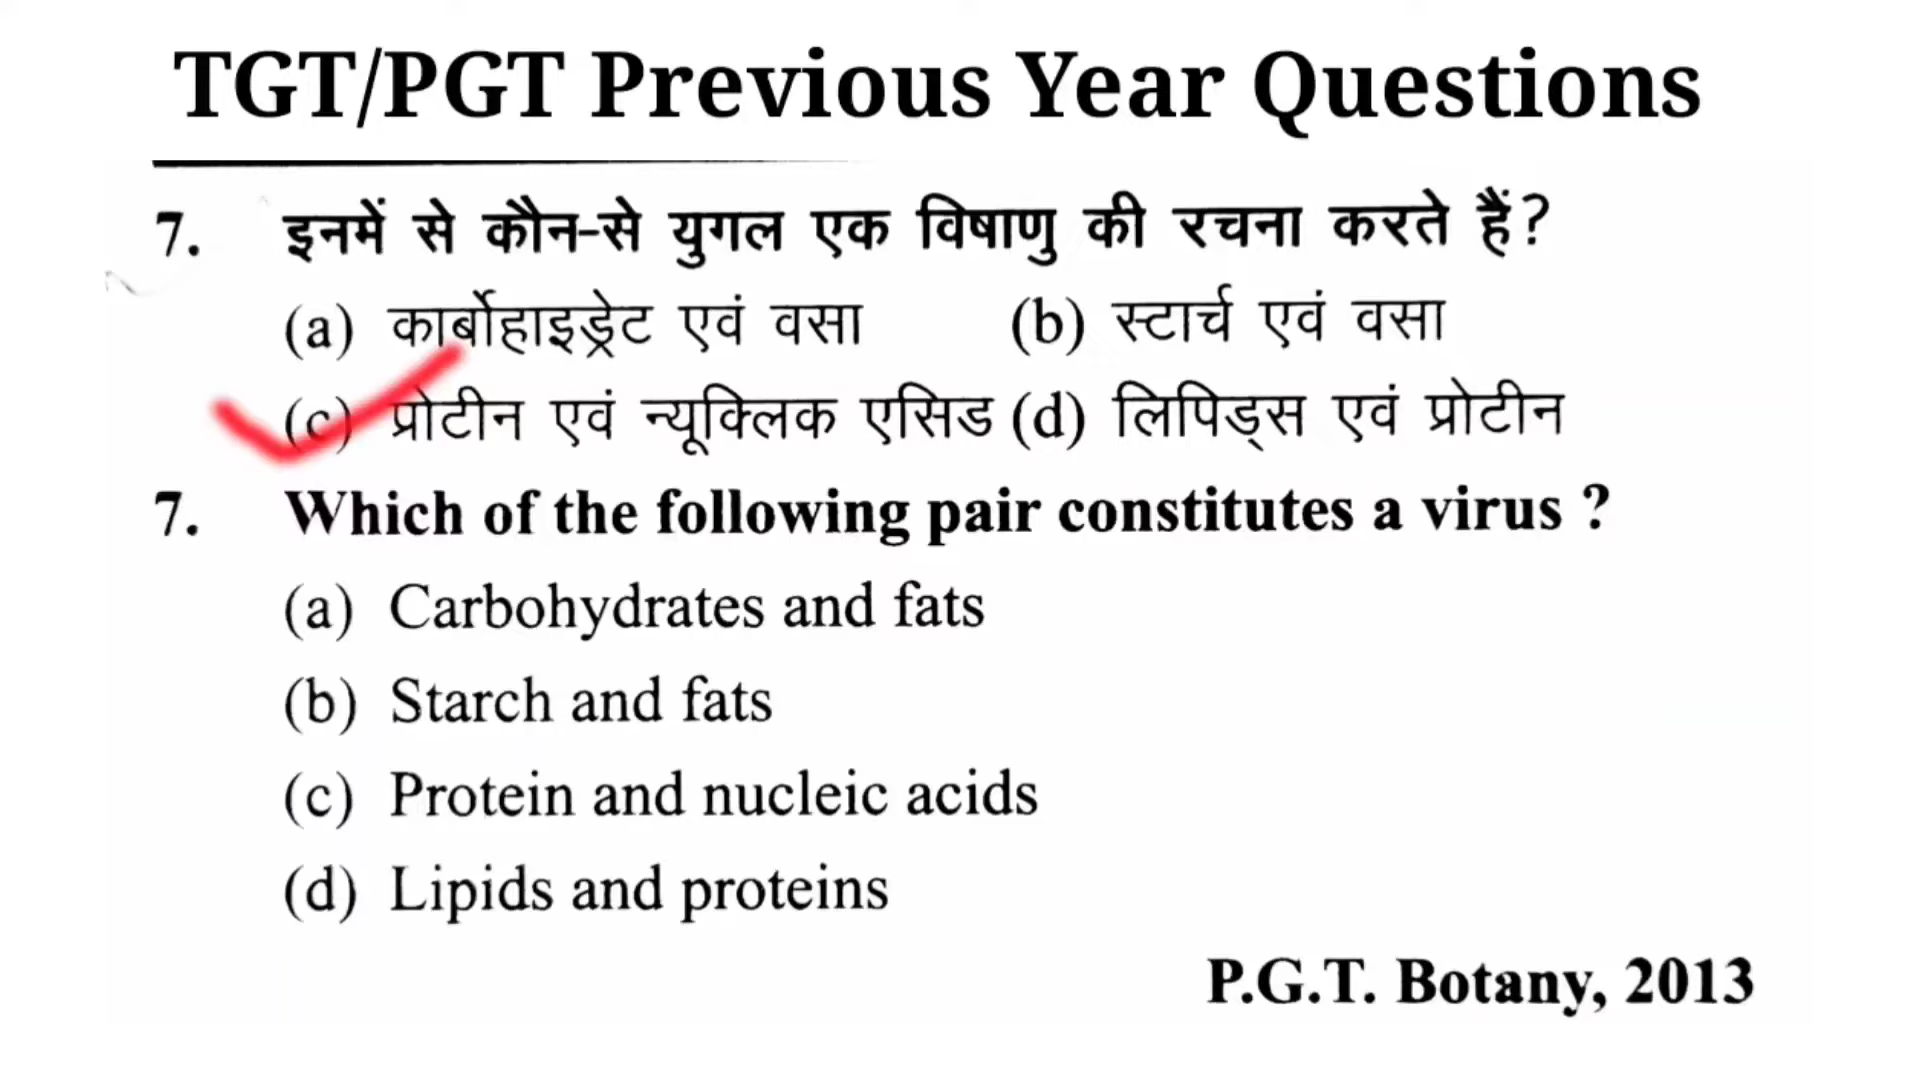 TGT/PGT Previous Year Questions
7. इनमें से कौन-से युगल एक विषाणु की रचना करते हैं?
(a) कार्बोहाइड्रेट एवं वसा (b) स्टार्च एवं वसा
(c) प्रोटीन एवं न्यूक्लिक एसिड (d) लिपिड्स एवं प्रोटीन
7. Which of the following pair constitutes a virus ?
(a) Carbohydrates and fats
(b) Starch and fats
(c) Protein and nucleic acids
(d) Lipids and proteins
P.G.T. Botany, 2013